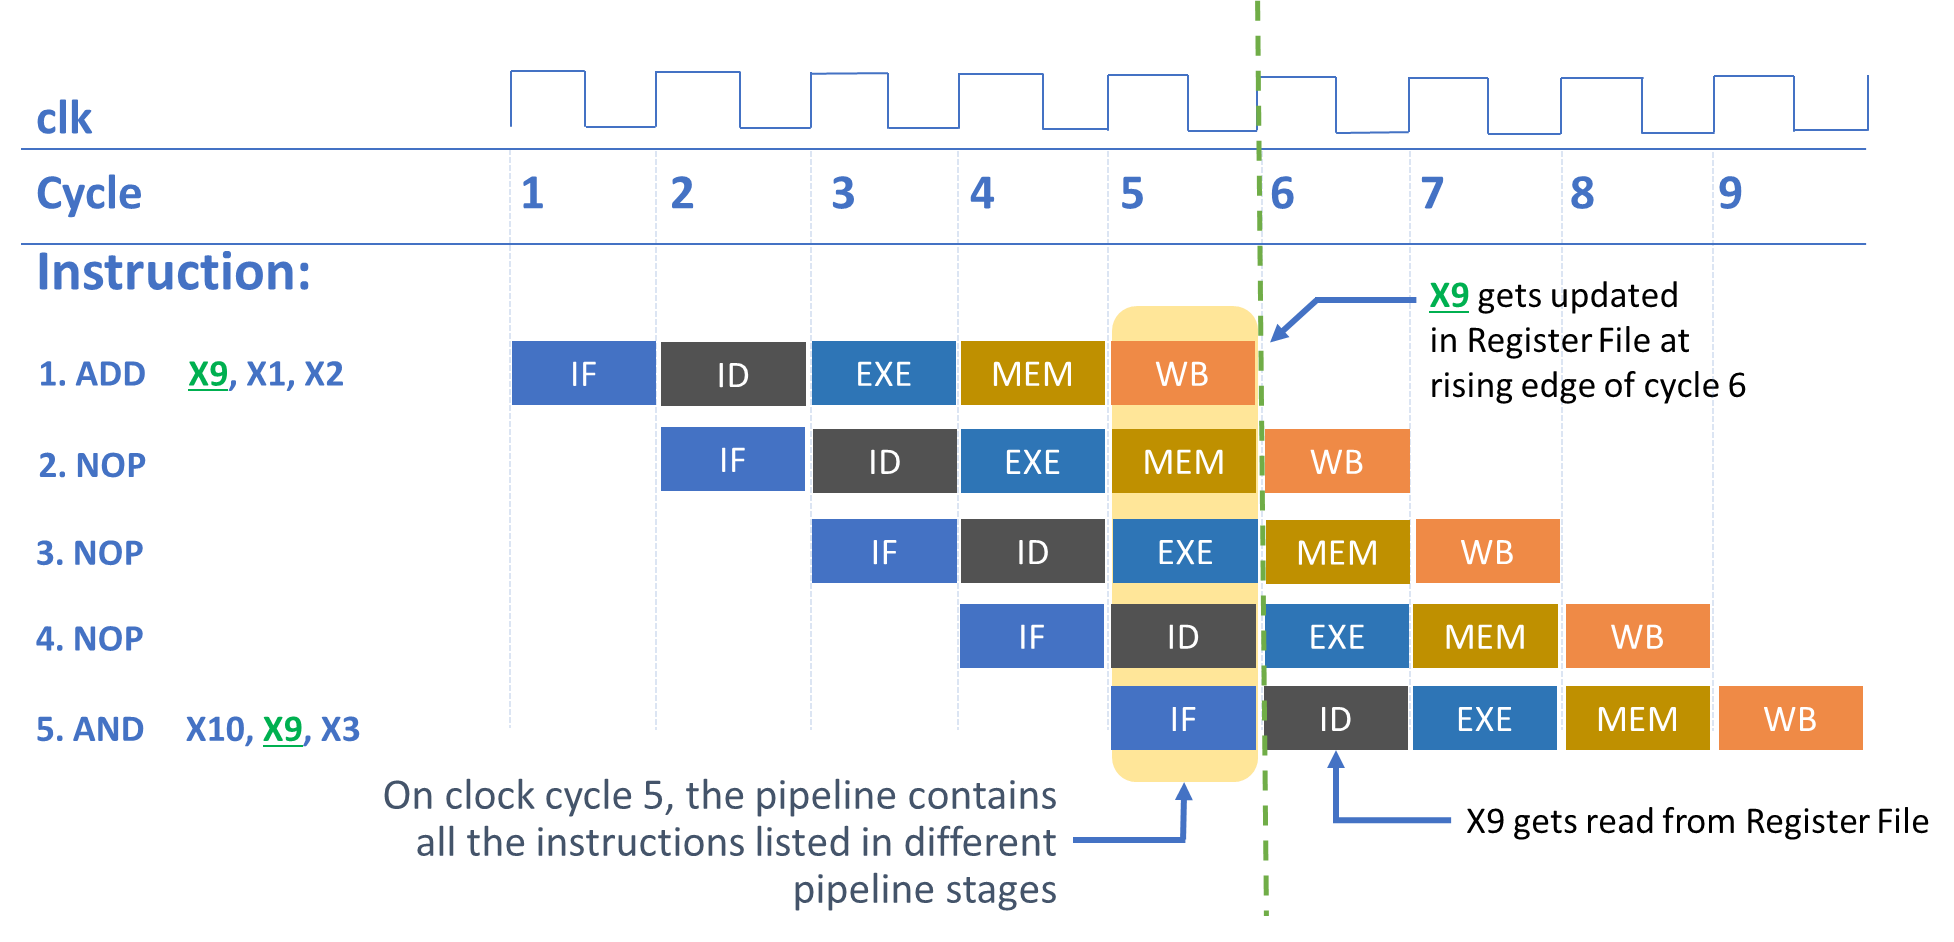 clk
Cycle 1 2 3 4 5 6 7 8 9
Instruction:
X9 gets updated
in Register File at
rising edge of cycle 6
1. ADD X9, X1, X2 IF ID EXE MEM WB
2. NOP IF ID EXE MEM WB
3. NOP IF ID EXE MEM WB
4. NOP IF ID EXE MEM WB
5. AND X10, X9, X3 IF ID EXE MEM WB
On clock cycle 5, the pipeline contains
all the instructions listed in different
pipeline stages
X9 gets read from Register File